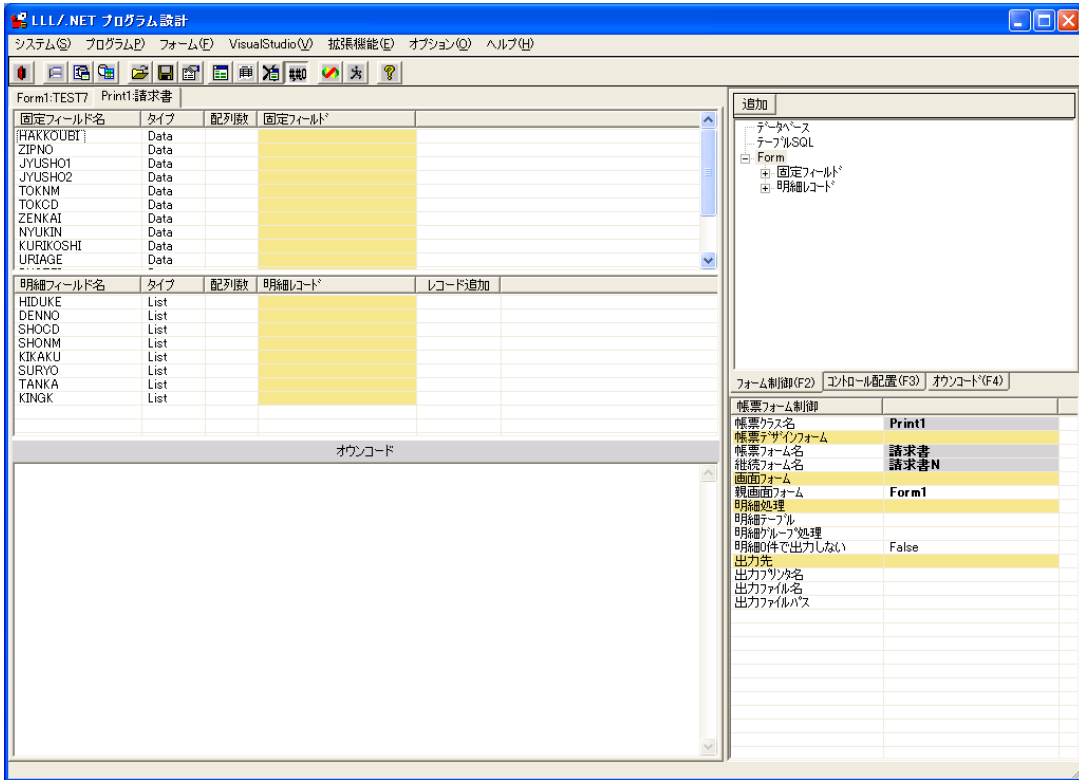 LLL/.NET プログラム設計
システム(S) プログラム(P) フォーム(F) VisualStudio(V) 拡張機能(E) オプション(O) ヘルプ(H)
Form1:TEST7 Print1:請求書
固定フィールド名 タイプ 配列数 固定フィールド
HAKKOUBI Data
ZIPNO Data
JYUSHO1 Data
JYUSHO2 Data
TOKNM Data
TOKCD Data
ZENKAI Data
NYUKIN Data
KURIKOSHI Data
URIAGE Data
明細フィールド名 タイプ 配列数 明細レコード レコード追加
HIDUKE List
DENNO List
SHOCD List
SHONM List
KIKAKU List
SURYO List
TANKA List
KINGK List
オウンコード
追加
データベース
テーブルSQL
Form
固定フィールド
明細レコード
フォーム制御(F2) コントロール配置(F3) オウンコード(F4)
帳票フォーム制御
帳票クラス名 Print1
帳票デザインフォーム
帳票フォーム名 請求書
継続フォーム名 請求書N
画面フォーム
親画面フォーム Form1
明細処理
明細テーブル
明細グループ処理
明細0件で出力しない False
出力先
出力プリンタ名
出力ファイル名
出力ファイルパス